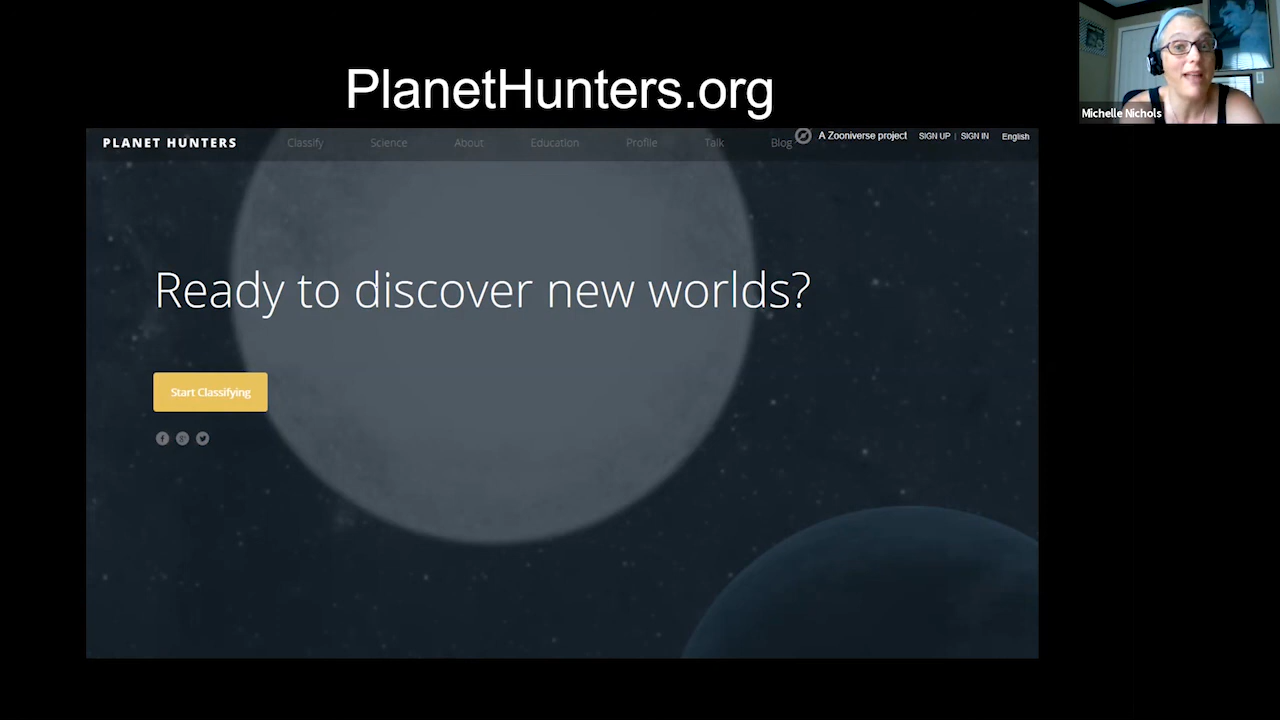 PlanetHunters.org
Michelle Nichols
PLANET HUNTERS Classify Science About Education Profile Talk Blog A Zooniverse project SIGN UP | SIGN IN English
Ready to discover new worlds?
Start Classifying